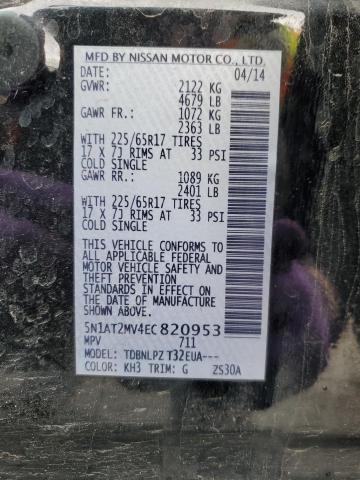 MFD BY NISSAN MOTOR CO., LTD.
DATE: 04/14
GVWR: 2122 KG
4679 LB
GAWR FR.: 1072 KG
2363 LB
WITH 225/65R17 TIRES
17 X 7J RIMS AT 33 PSI
COLD SINGLE
GAWR RR.: 1089 KG
2401 LB
WITH 225/65R17 TIRES
17 X 7J RIMS AT 33 PSI
COLD SINGLE
THIS VEHICLE CONFORMS TO
ALL APPLICABLE FEDERAL
MOTOR VEHICLE SAFETY AND
THEFT PREVENTION
STANDARDS IN EFFECT ON
THE DATE OF MANUFACTURE
SHOWN ABOVE.
5N1AT2MV4EC820953
MPV 711
MODEL: TDBNLPZ T32EUA---
COLOR: KH3 TRIM: G ZS30A